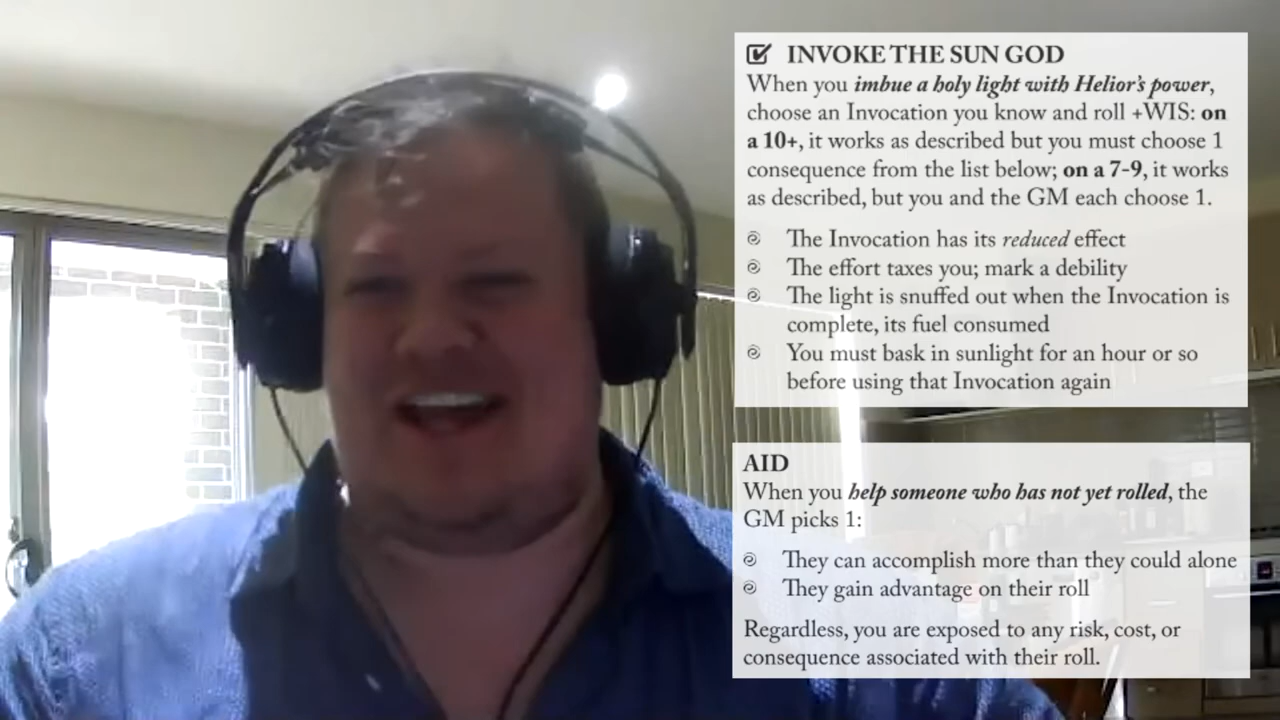 INVOKE THE SUN GOD
When you imbue a holy light with Helior's power,
choose an Invocation you know and roll +WIS: on
a 10+, it works as described but you must choose 1
consequence from the list below; on a 7-9, it works
as described, but you and the GM each choose 1.
The Invocation has its reduced effect
The effort taxes you; mark a debility
The light is snuffed out when the Invocation is
complete, its fuel consumed
You must bask in sunlight for an hour or so
before using that Invocation again
AID
When you help someone who has not yet rolled, the
GM picks 1:
They can accomplish more than they could alone
They gain advantage on their roll
Regardless, you are exposed to any risk, cost, or
consequence associated with their roll.